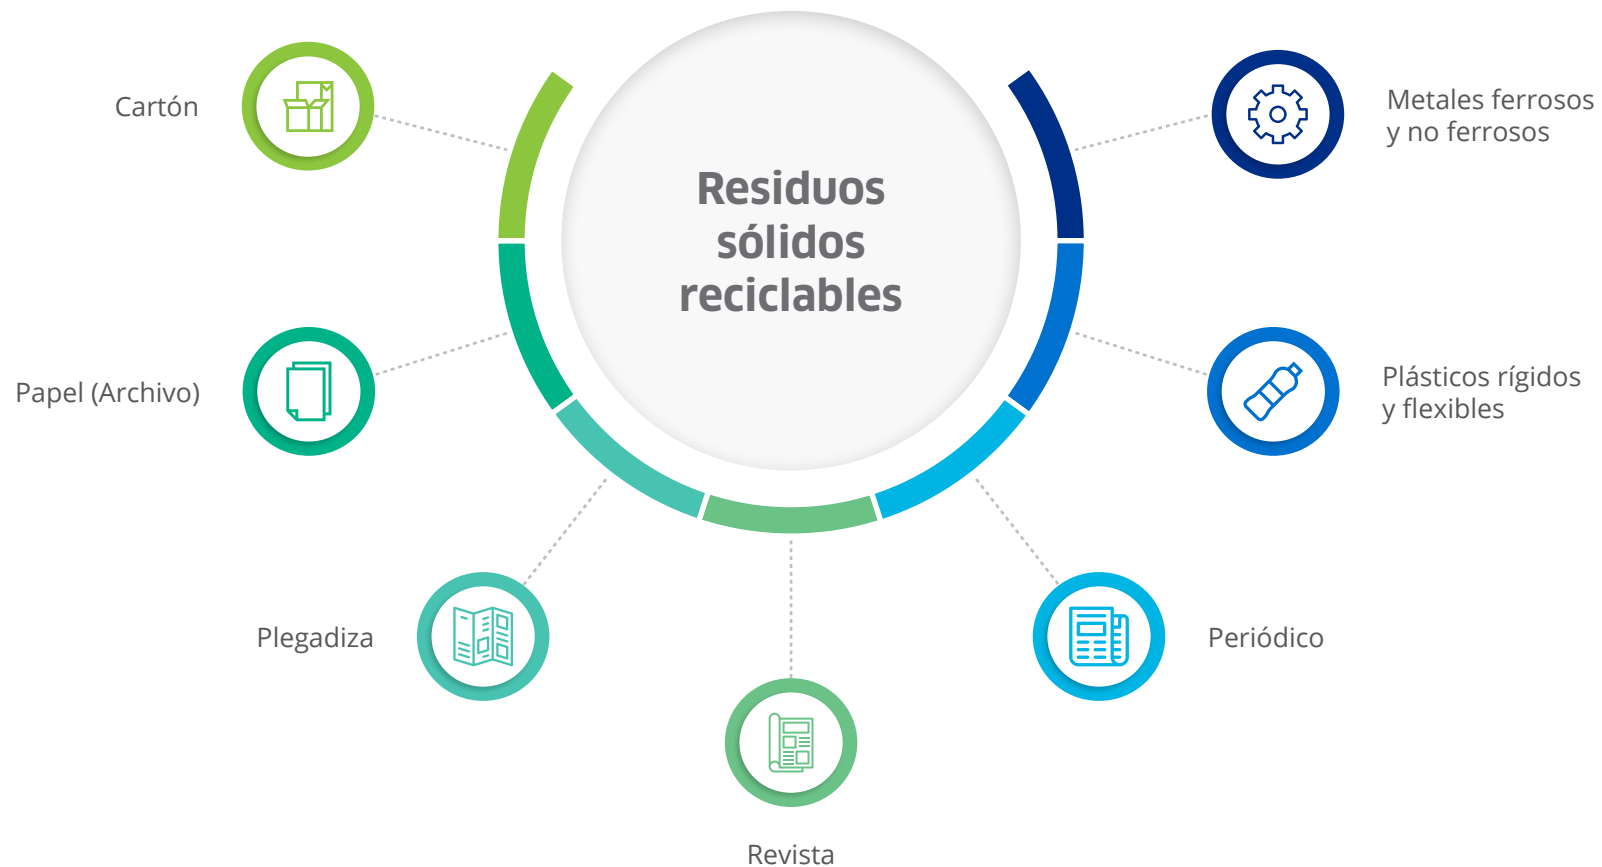 Residuos
sólidos
reciclables
Cartón
Papel (Archivo)
Plegadiza
Revista
Periódico
Plásticos rígidos
y flexibles
Metales ferrosos
y no ferrosos